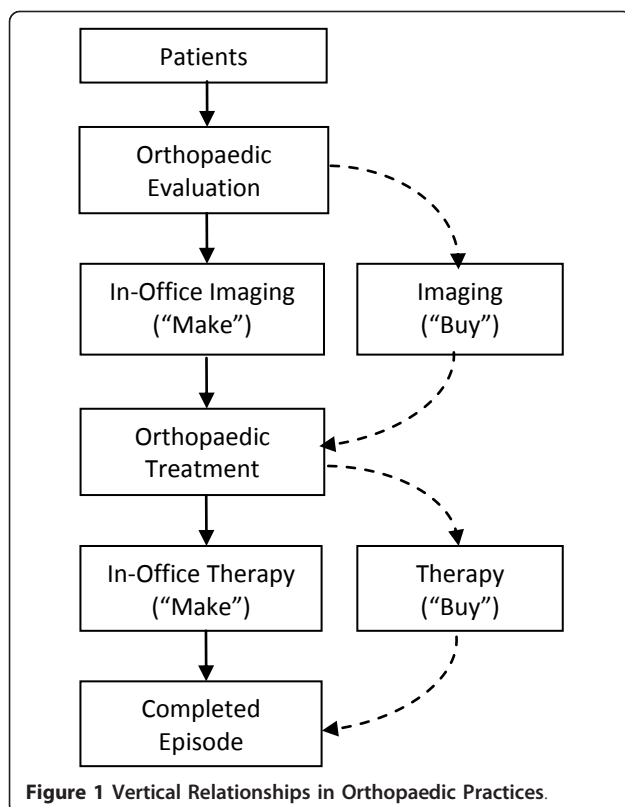 Patients
Orthopaedic
Evaluation
In-Office Imaging
(“Make”)
Imaging
(“Buy”)
Orthopaedic
Treatment
In-Office Therapy
(“Make”)
Therapy
(“Buy”)
Completed
Episode
Figure 1 Vertical Relationships in Orthopaedic Practices.